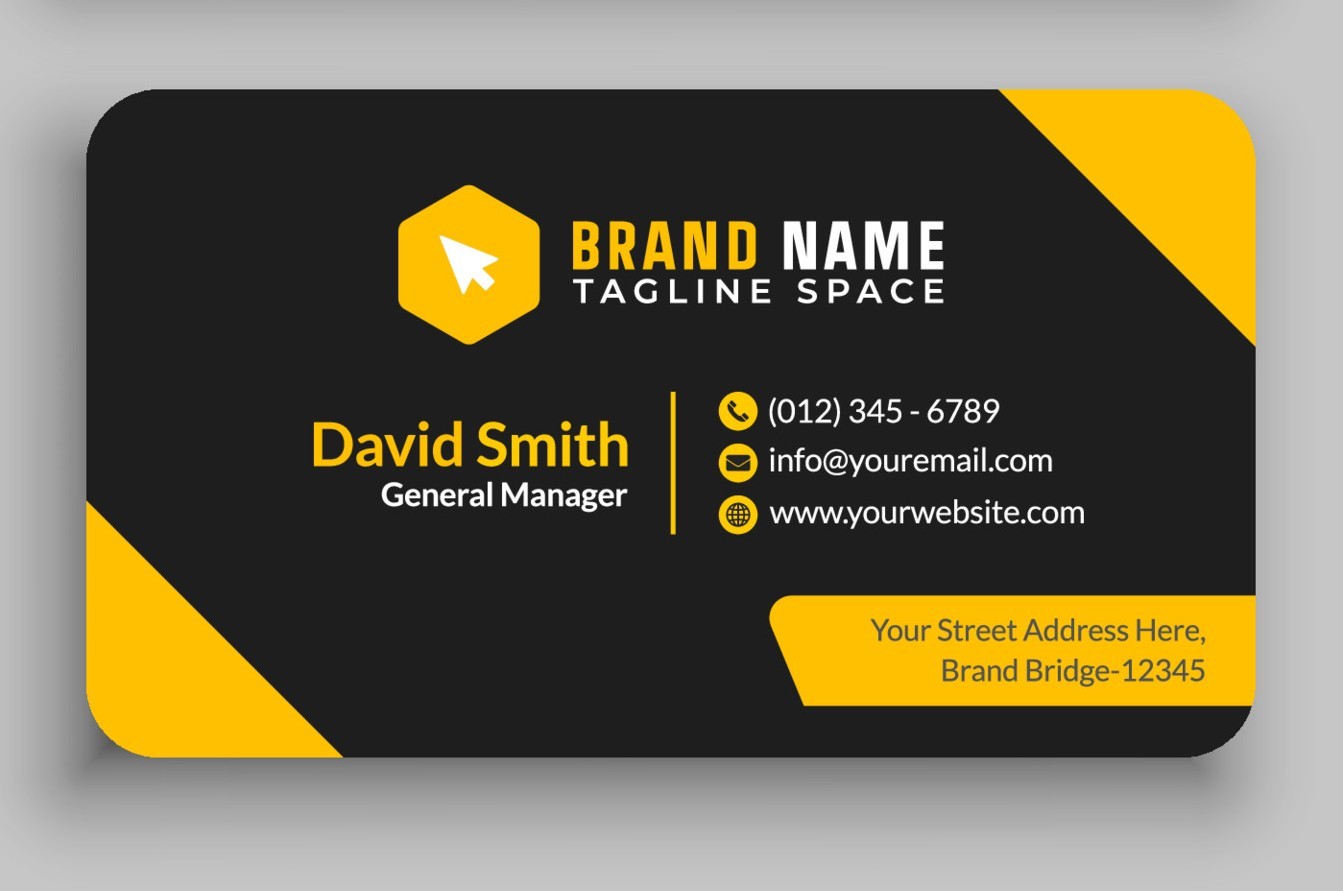 BRAND NAME
TAGLINE SPACE
David Smith
General Manager
(012) 345 - 6789
info@youremail.com
www.yourwebsite.com
Your Street Address Here,
Brand Bridge-12345